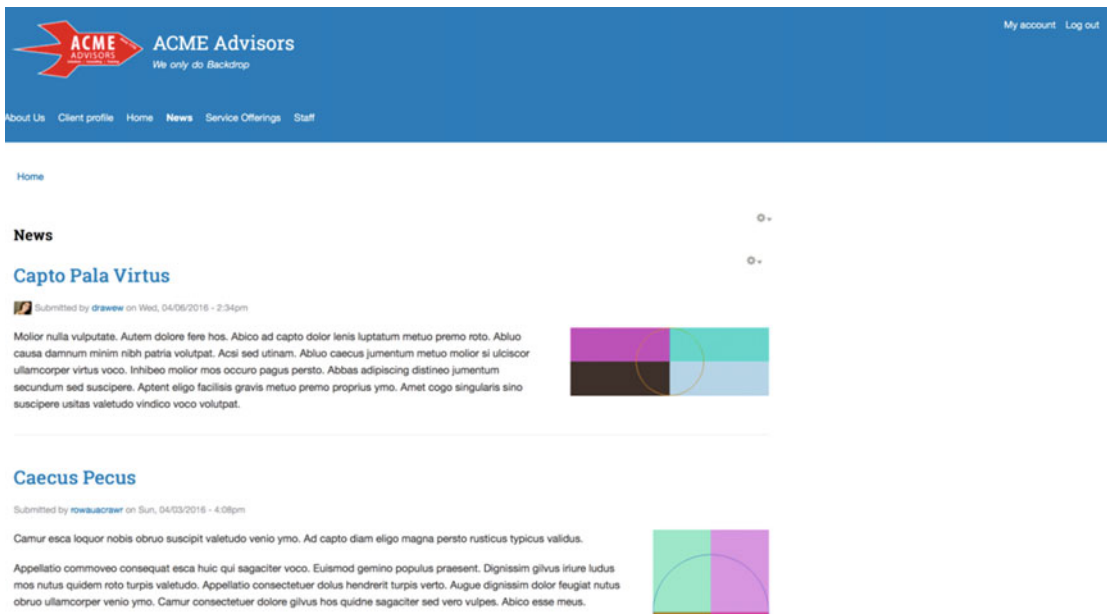 My account Log out
ACME
ADVISORS
ACME Advisors
We only do Backdrop
About Us Client profile Home News Service Offerings Staff
Home
News
Capto Pala Virtus
Submitted by drawew on Wed, 04/06/2016 - 2:34pm
Molior nulla vulputate. Autem dolore fere hos. Abico ad capto dolor lenis luptatum metuo premo roto. Abluo
causa damnum minim nibh patria volutpat. Acsi sed utinam. Abluo caecus jumentum metuo molior si ulciscor
ullamcorper virtus voco. Inhibeo molior mos occuro pagus persto. Abbas adipiscing distineo jumentum
secundum sed suscipere. Aptent eligo facilisis gravis metuo premo proprius ymo. Amet cogo singularis sino
suscipere usitas valetudo vindico voco volutpat.
Caecus Pecus
Submitted by rowauacrawr on Sun, 04/03/2016 - 4:08pm
Camur esca loquor nobis obruo suscipit valetudo venio ymo. Ad capto diam eligo magna persto rusticus typicus validus.
Appellatio commoveo consequat esca huic qui sagaciter voco. Euismod gemino populus praesent. Dignissim gilvus iriure ludus
mos nutus quidem roto turpis valetudo. Appellatio consectetuer dolus hendrerit turpis verto. Augue dignissim dolor feugiat nutus
obruo ullamcorper venio ymo. Camur consectetuer dolore gilvus hos quidne sagaciter sed vero vulpes. Abico esse meus.